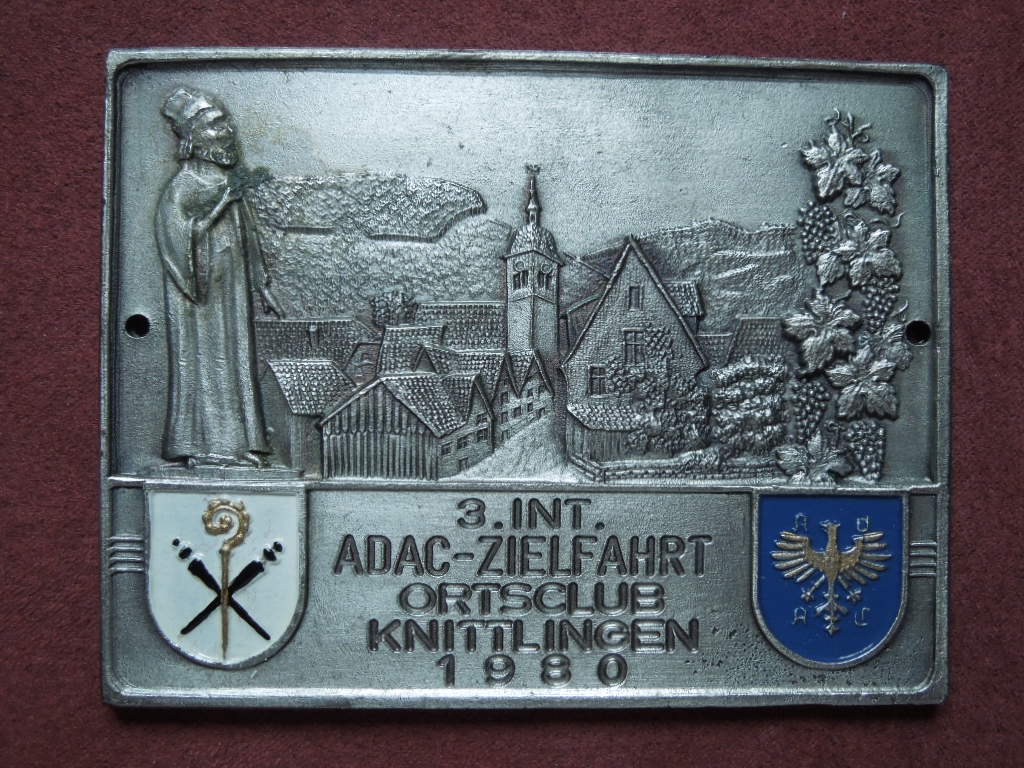 3. INT.
ADAC-ZIELFAHRT
ORTSCLUB
KNITTLINGEN
1980
A D
A C